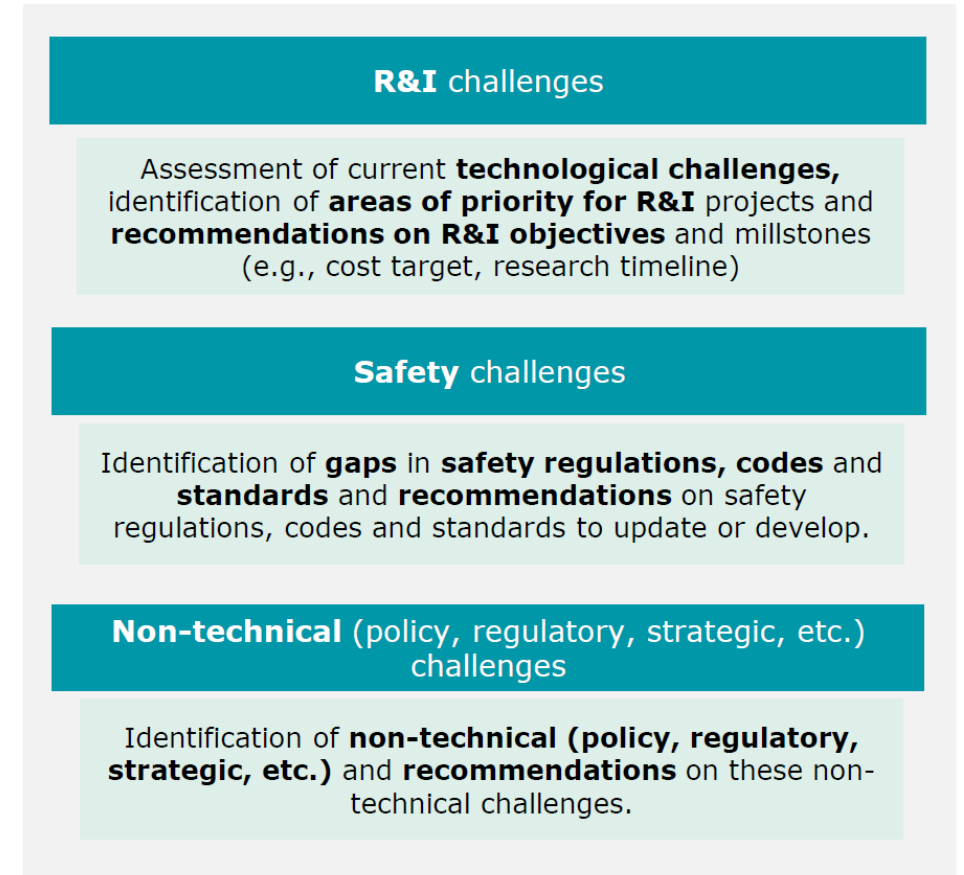 R&I challenges
Assessment of current technological challenges,
identification of areas of priority for R&I projects and
recommendations on R&I objectives and millstones
(e.g., cost target, research timeline)
Safety challenges
Identification of gaps in safety regulations, codes and
standards and recommendations on safety
regulations, codes and standards to update or develop.
Non-technical (policy, regulatory, strategic, etc.)
challenges
Identification of non-technical (policy, regulatory,
strategic, etc.) and recommendations on these non-
technical challenges.